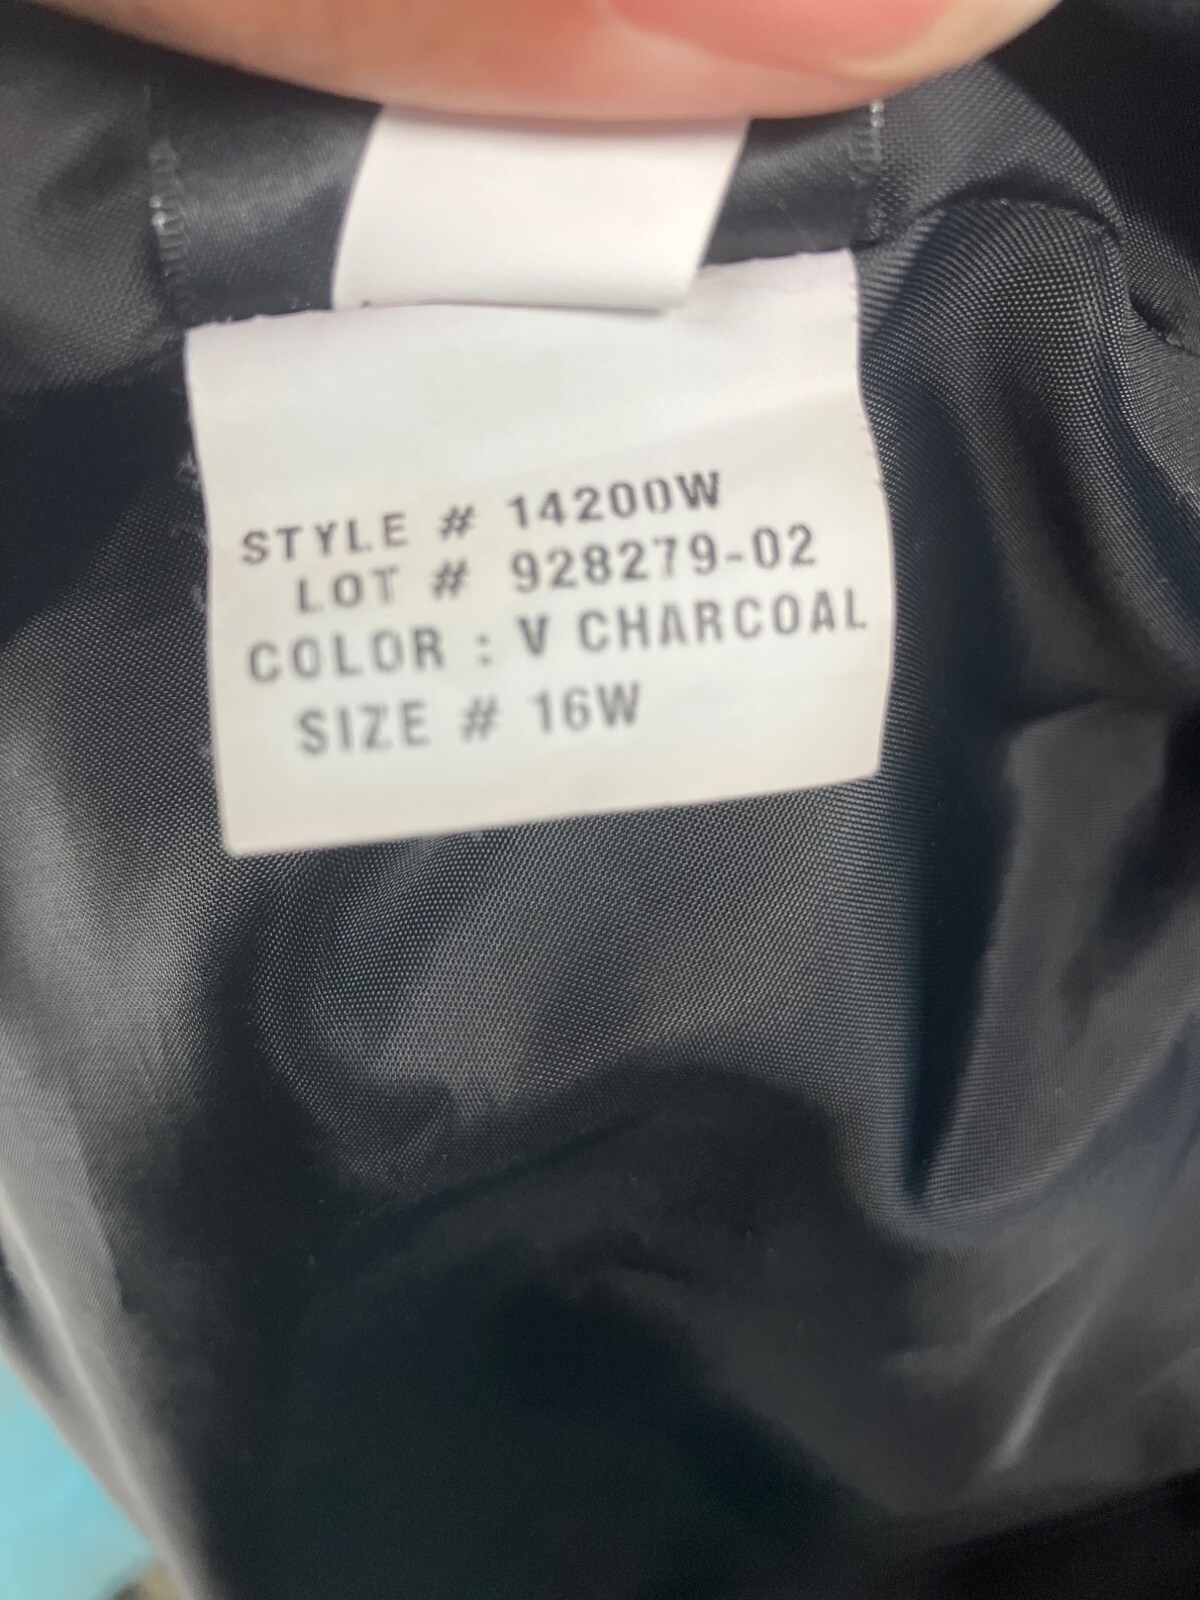 STYLE # 14200W
LOT # 928279-02
COLOR : V CHARCOAL
SIZE # 16W